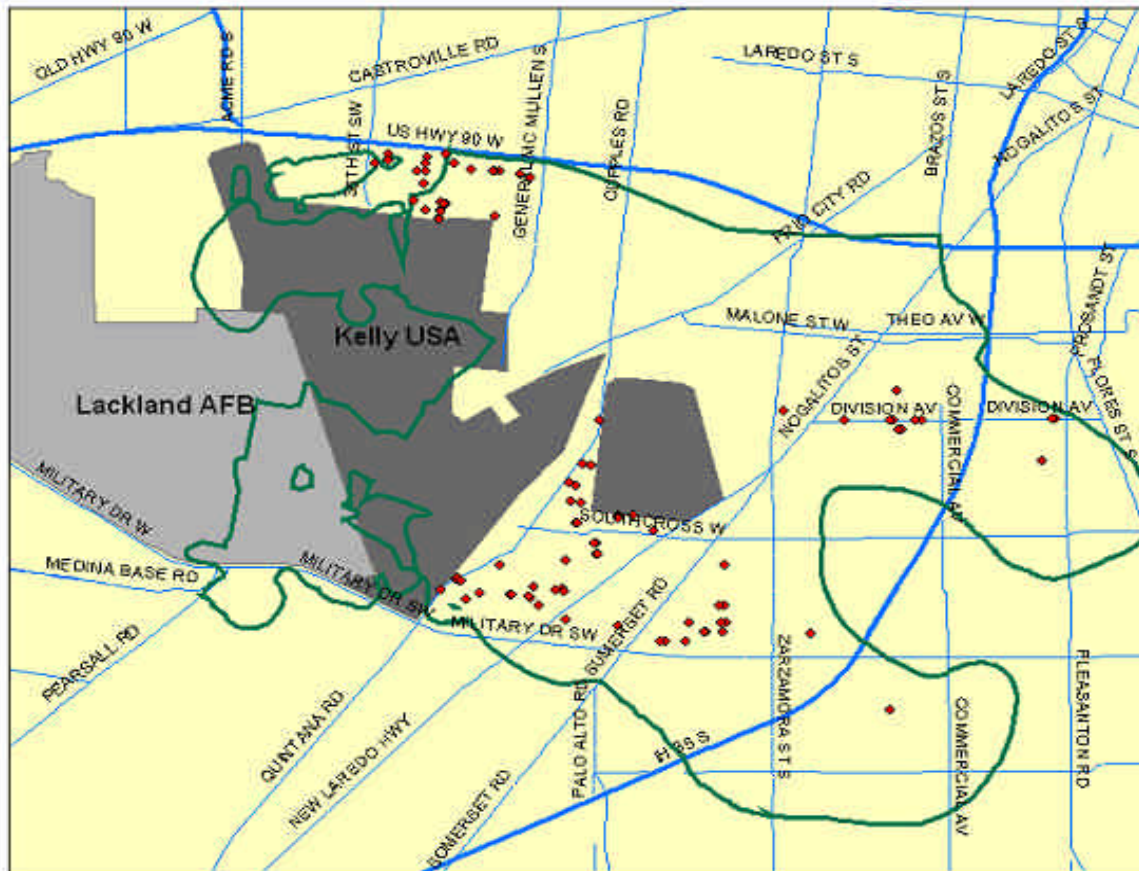 OLD HWY 90 W
ACME RD S
CASTROVILLE RD
LAREDO ST S
LAREDO ST S
NOGALITOS ST
BRAZOS ST S
US HWY 90 W
GENERAL MC MULLEN S
CUPPLES RD
FRIO CITY RD
Kelly USA
MALONE ST W
THEO AV W
PROSANDT ST
FLORES ST S
Lackland AFB
NOGALITOS ST
DIVISION AV
DIVISION AV
COMMERCIAL AV
MILITARY DR W
SOUTHCROSS W
MEDINA BASE RD
MILITARY DR SW
MILITARY DR SW
SOMERSET RD
PEARSALL RD
QUINTANA RD
NEW LAREDO HWY
PALO ALTO RD
ZARZAMORA ST S
PLEASANTON RD
COMMERCIAL AV
IH 35 S
SOMERSET RD